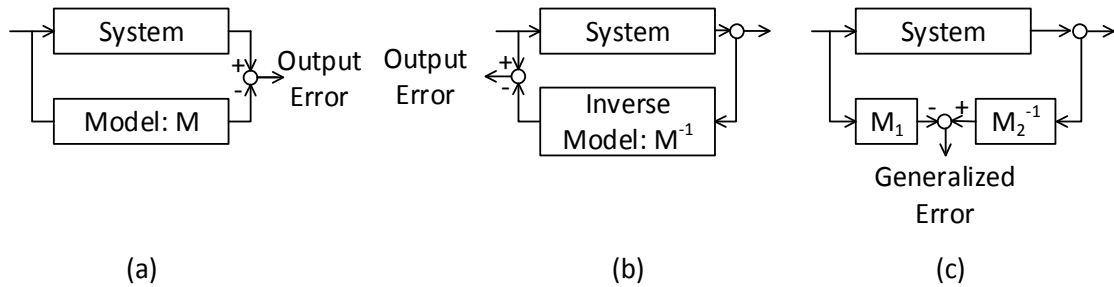 System
+
-
Output
Error
Model: M
(a)
System
+
-
Output
Error
Inverse
Model: M⁻¹
(b)
System
M₁
-
+
M₂⁻¹
Generalized
Error
(c)